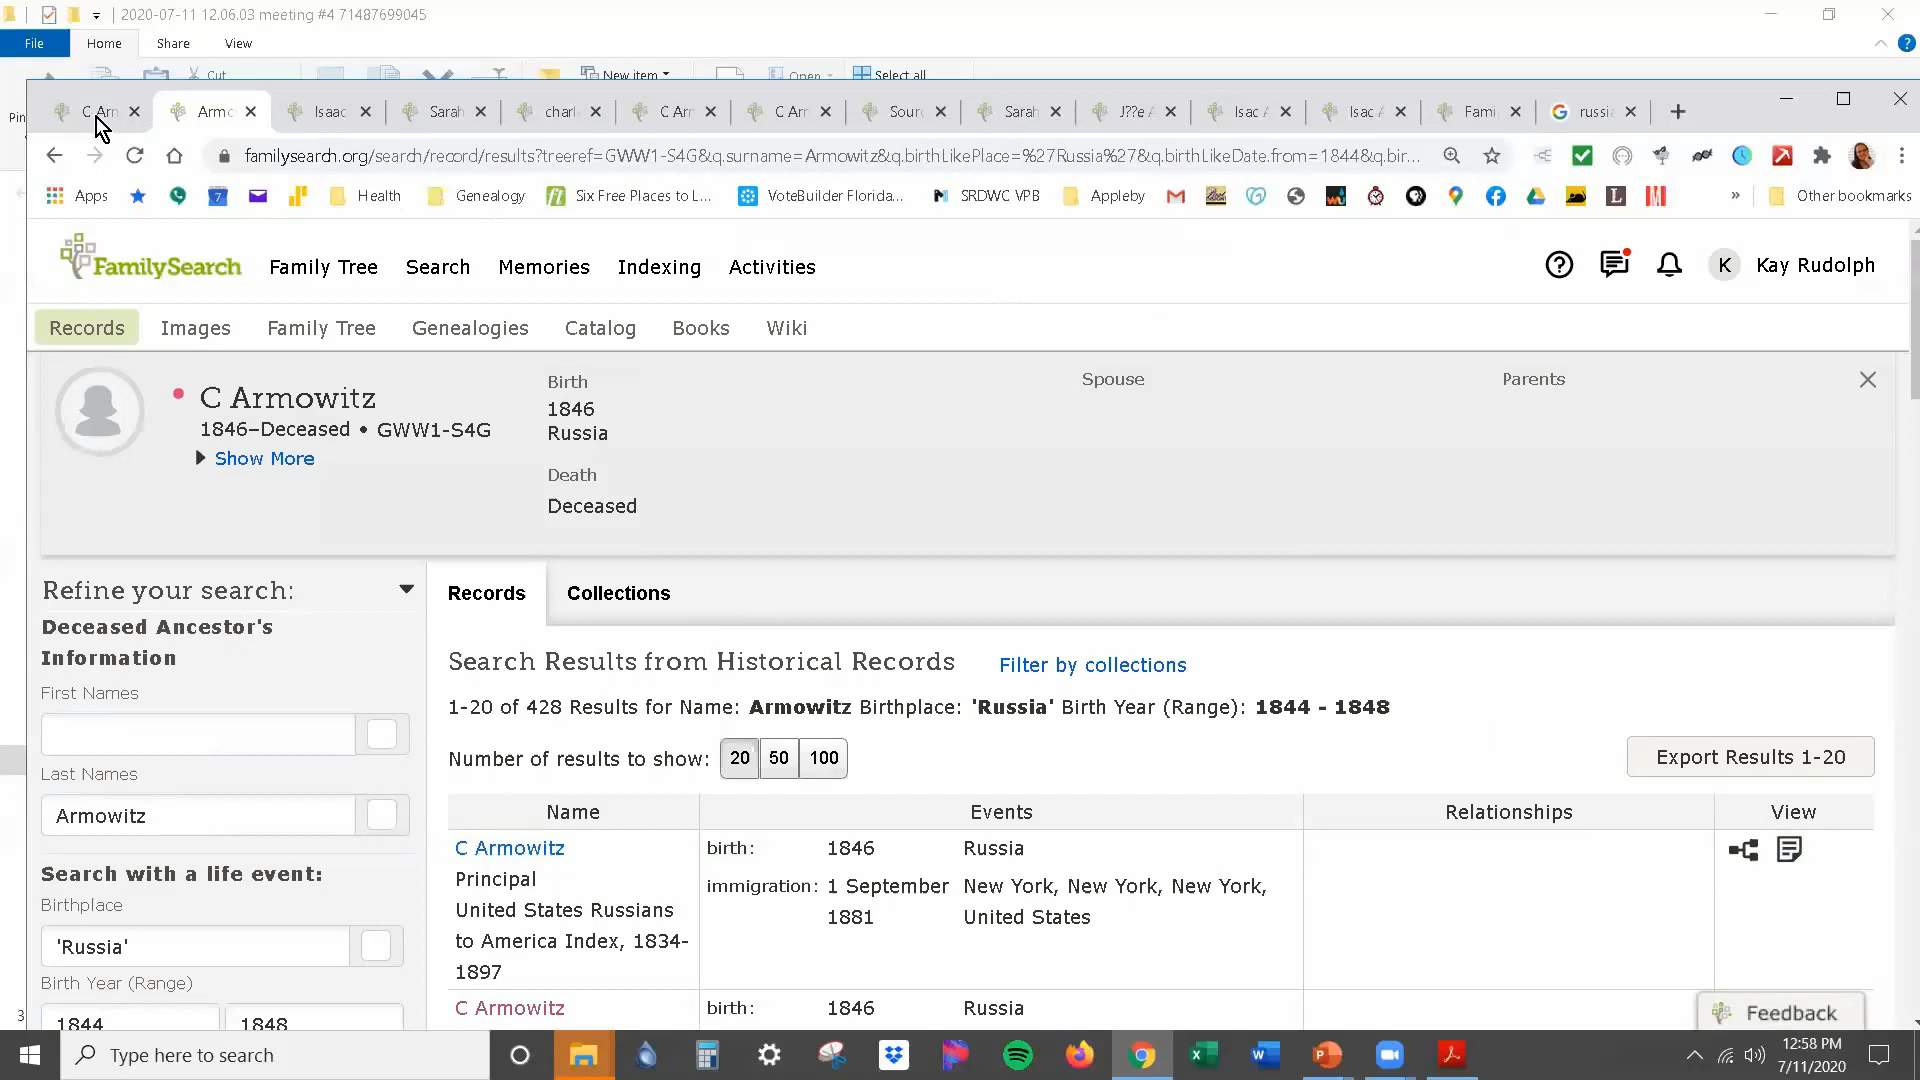 2020-07-11 12.06.03 meeting #4 71487699045
File Home Share View
Cut New item Open Select all
Pin
C Arn Armo Isaac Sarah charl C Arr C Arr Sourc Sarah J??e A Isac A Isac A Fami russi
familysearch.org/search/record/results?treeref=GWW1-S4G&q.surname=Armowitz&q.birthLikePlace=%27Russia%27&q.birthLikeDate.from=1844&q.bir...
Apps 7 Health Genealogy Six Free Places to L... VoteBuilder Florida... SRDWC VPB Appleby L » Other bookmarks
FamilySearch Family Tree Search Memories Indexing Activities K Kay Rudolph
Records Images Family Tree Genealogies Catalog Books Wiki
C Armowitz
1846–Deceased • GWW1-S4G
Show More
Birth
1846
Russia
Death
Deceased
Spouse
Parents
Refine your search:
Deceased Ancestor's
Information
First Names
Last Names
Armowitz
Search with a life event:
Birthplace
'Russia'
Birth Year (Range)
1844 1848
Records Collections
Search Results from Historical Records Filter by collections
1-20 of 428 Results for Name: Armowitz Birthplace: 'Russia' Birth Year (Range): 1844 - 1848
Number of results to show: 20 50 100 Export Results 1-20
Name Events Relationships View
C Armowitz
Principal
United States Russians
to America Index, 1834-
1897
birth: 1846 Russia
immigration: 1 September New York, New York, New York,
1881 United States
C Armowitz birth: 1846 Russia
Feedback
3
Type here to search
12:58 PM
7/11/2020